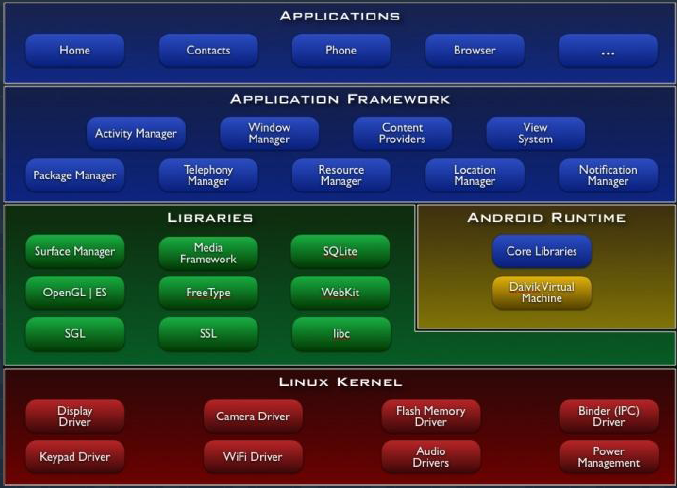 APPLICATIONS
Home Contacts Phone Browser ...
APPLICATION FRAMEWORK
Activity Manager Window Manager Content Providers View System
Package Manager Telephony Manager Resource Manager Location Manager Notification Manager
LIBRARIES
Surface Manager Media Framework SQLite
OpenGL | ES FreeType WebKit
SGL SSL libc
ANDROID RUNTIME
Core Libraries
Dalvik Virtual Machine
LINUX KERNEL
Display Driver Camera Driver Flash Memory Driver Binder (IPC) Driver
Keypad Driver WiFi Driver Audio Drivers Power Management